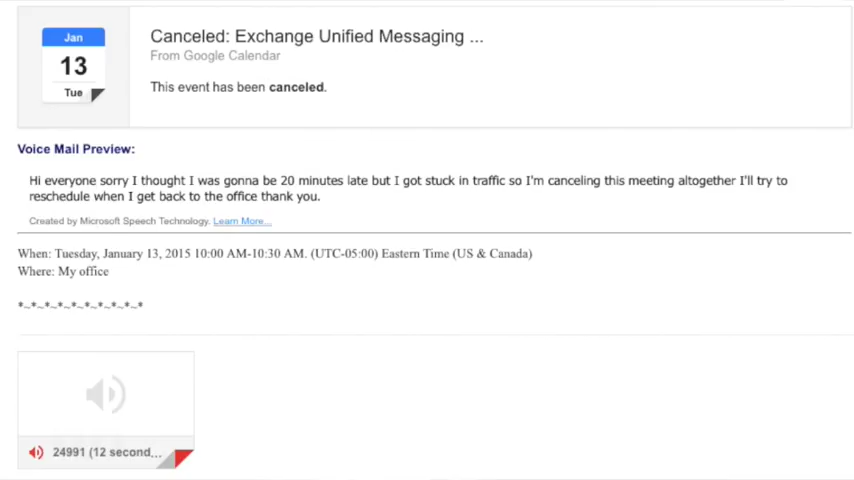 Jan
13
Tue
Canceled: Exchange Unified Messaging ...
From Google Calendar
This event has been canceled.
Voice Mail Preview:
Hi everyone sorry I thought I was gonna be 20 minutes late but I got stuck in traffic so I'm canceling this meeting altogether I'll try to
reschedule when I get back to the office thank you.
Created by Microsoft Speech Technology. Learn More...
When: Tuesday, January 13, 2015 10:00 AM-10:30 AM. (UTC-05:00) Eastern Time (US & Canada)
Where: My office
*~*~*~*~*~*~*~*~*~*
24991 (12 second...